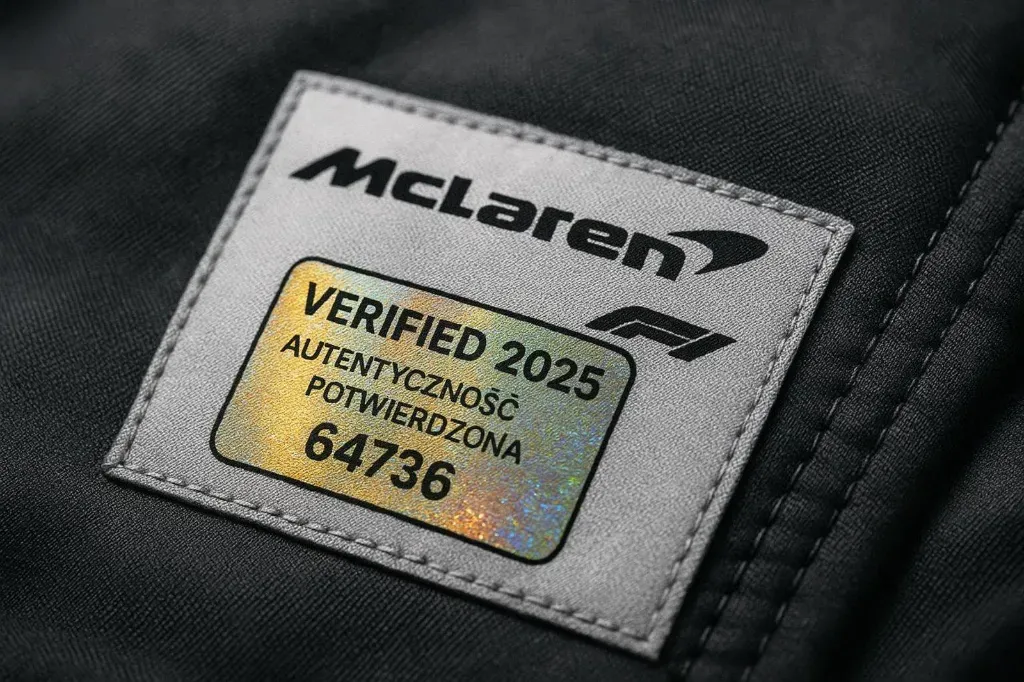 McLaren
F1
VERIFIED 2025
AUTENTYCZNOŚĆ
POTWIERDZONA
64736